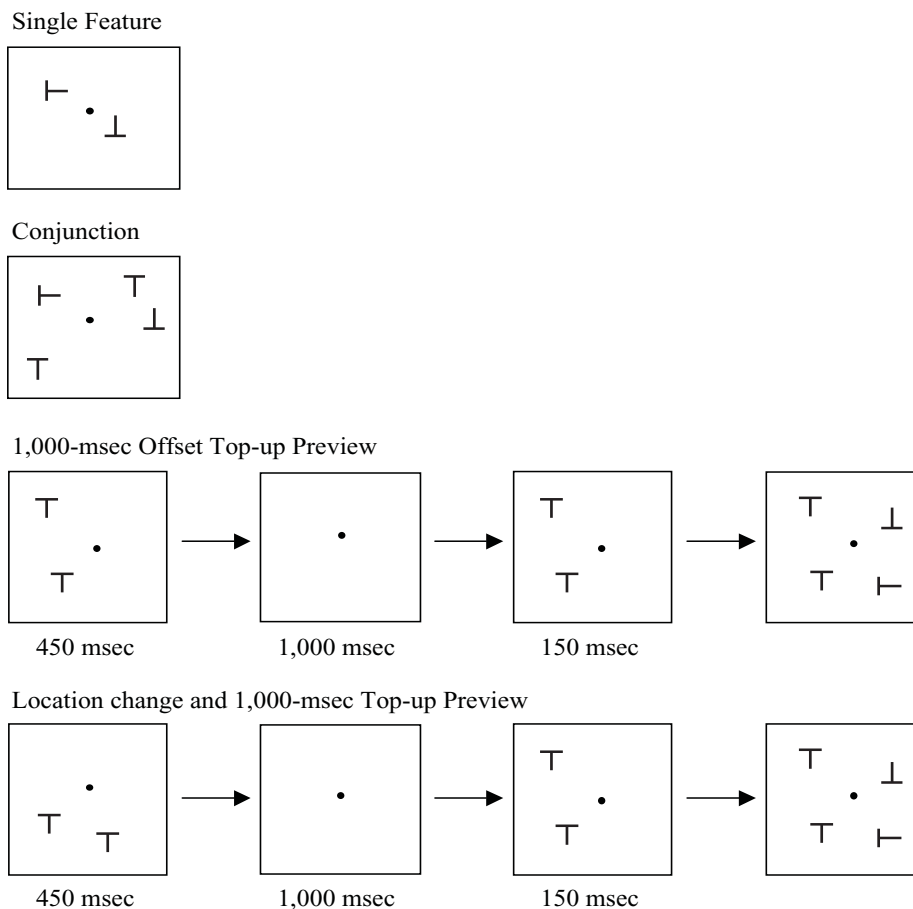 Single Feature
Conjunction
1,000-msec Offset Top-up Preview
450 msec 1,000 msec 150 msec
Location change and 1,000-msec Top-up Preview
450 msec 1,000 msec 150 msec